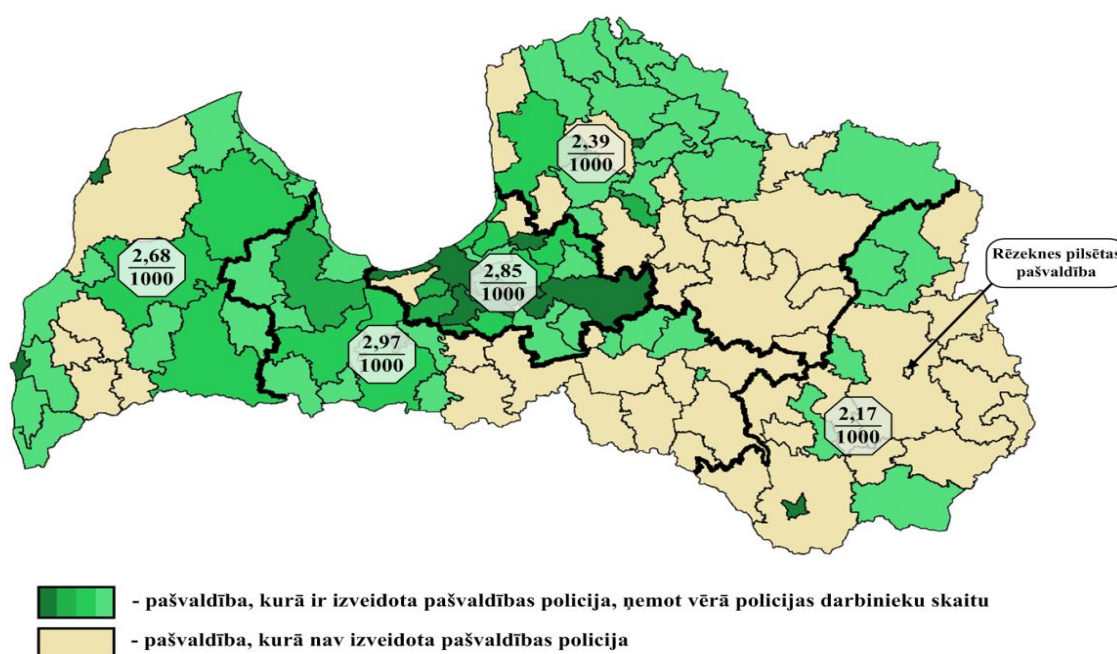 2,39
1000
Rēzeknes pilsētas
pašvaldība
2,68
1000
2,85
1000
2,97
1000
2,17
1000
- pašvaldība, kurā ir izveidota pašvaldības policija, ņemot vērā policijas darbinieku skaitu
- pašvaldība, kurā nav izveidota pašvaldības policija